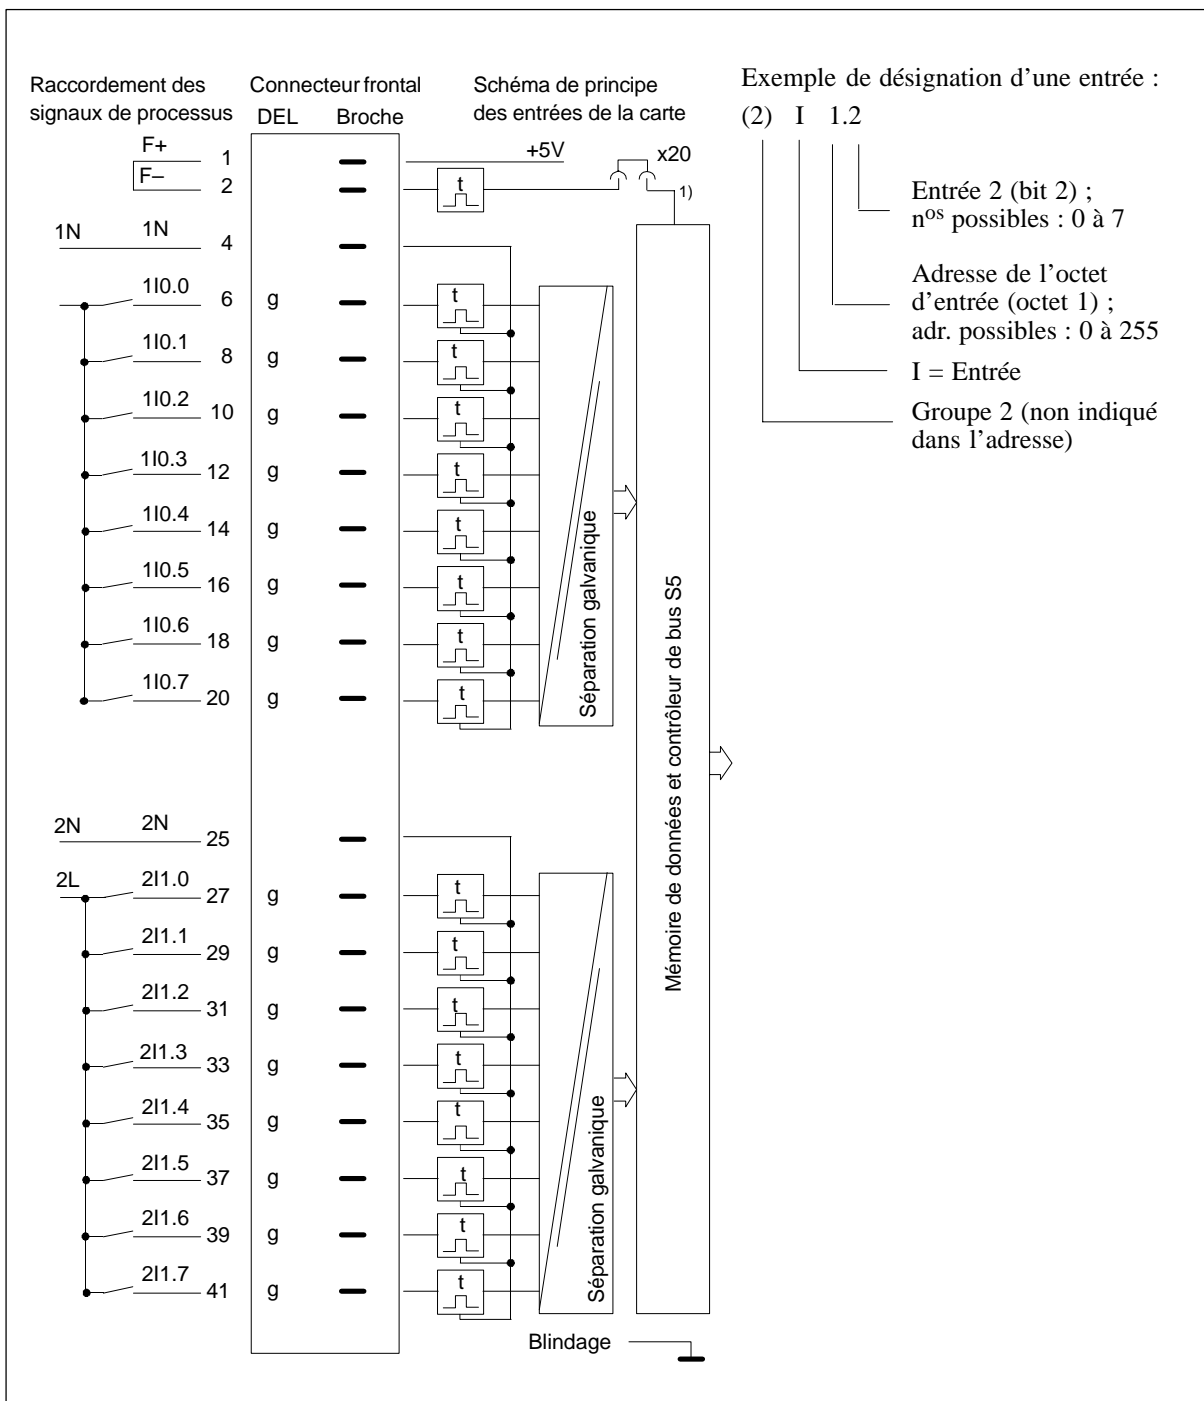 Raccordement des
signaux de processus
Connecteur frontal
DEL Broche
Schéma de principe
des entrées de la carte
Exemple de désignation d’une entrée :
(2) I 1.2
Entrée 2 (bit 2) ;
nos possibles : 0 à 7
Adresse de l’octet
d’entrée (octet 1) ;
adr. possibles : 0 à 255
I = Entrée
Groupe 2 (non indiqué
dans l’adresse)
F+ 1 +5V x20
F– 2 t 1)
1N 1N 4
1I0.0 6 g t
1I0.1 8 g t
1I0.2 10 g t
1I0.3 12 g t
1I0.4 14 g t
1I0.5 16 g t
1I0.6 18 g t
1I0.7 20 g t
Séparation galvanique
Mémoire de données et contrôleur de bus S5
2N 2N 25
2L 2I1.0 27 g t
2I1.1 29 g t
2I1.2 31 g t
2I1.3 33 g t
2I1.4 35 g t
2I1.5 37 g t
2I1.6 39 g t
2I1.7 41 g t
Séparation galvanique
Blindage